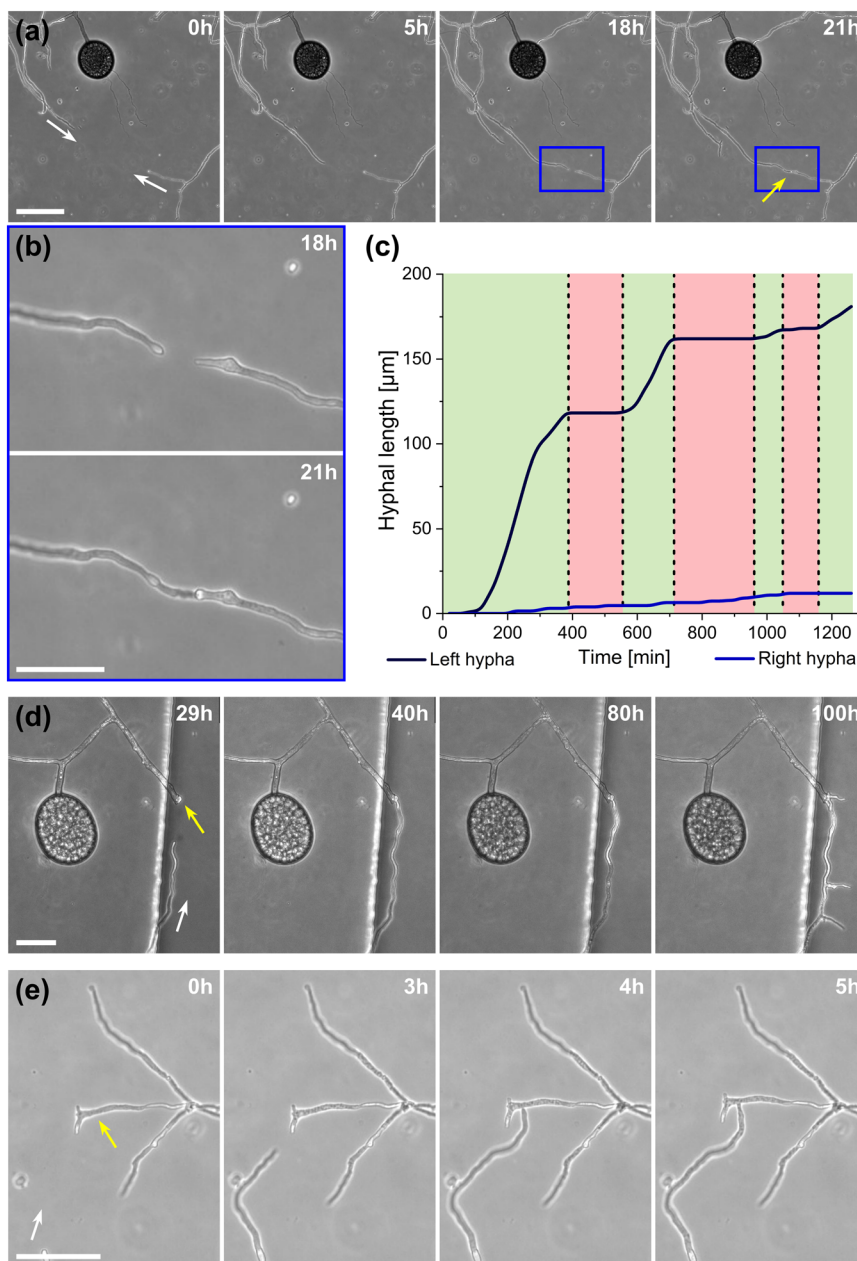 (a) 0h 5h 18h 21h
(b) 18h
21h
(c)
Hyphal length [µm]
200
150
100
50
0
0 200 400 600 800 1000 1200
Left hypha Time [min] Right hypha
(d) 29h 40h 80h 100h
(e) 0h 3h 4h 5h